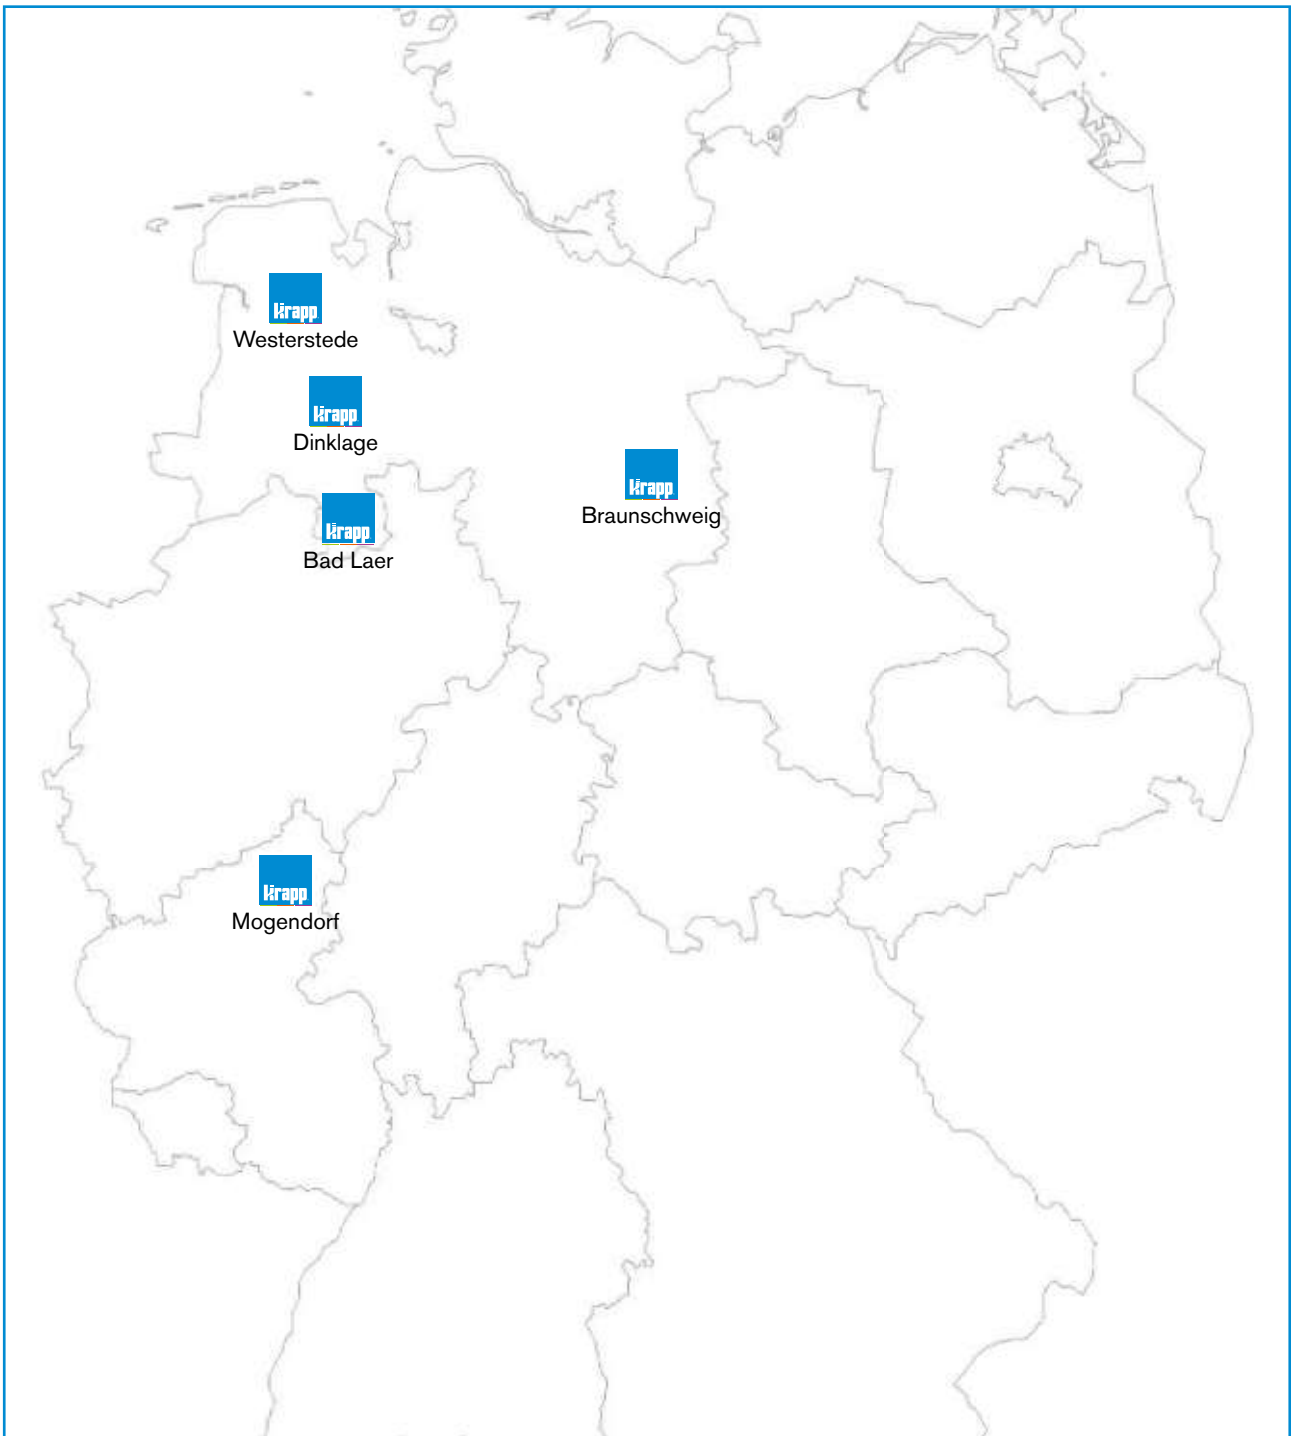 krapp
Westerstede
krapp
Dinklage
krapp
Braunschweig
krapp
Bad Laer
krapp
Mogendorf